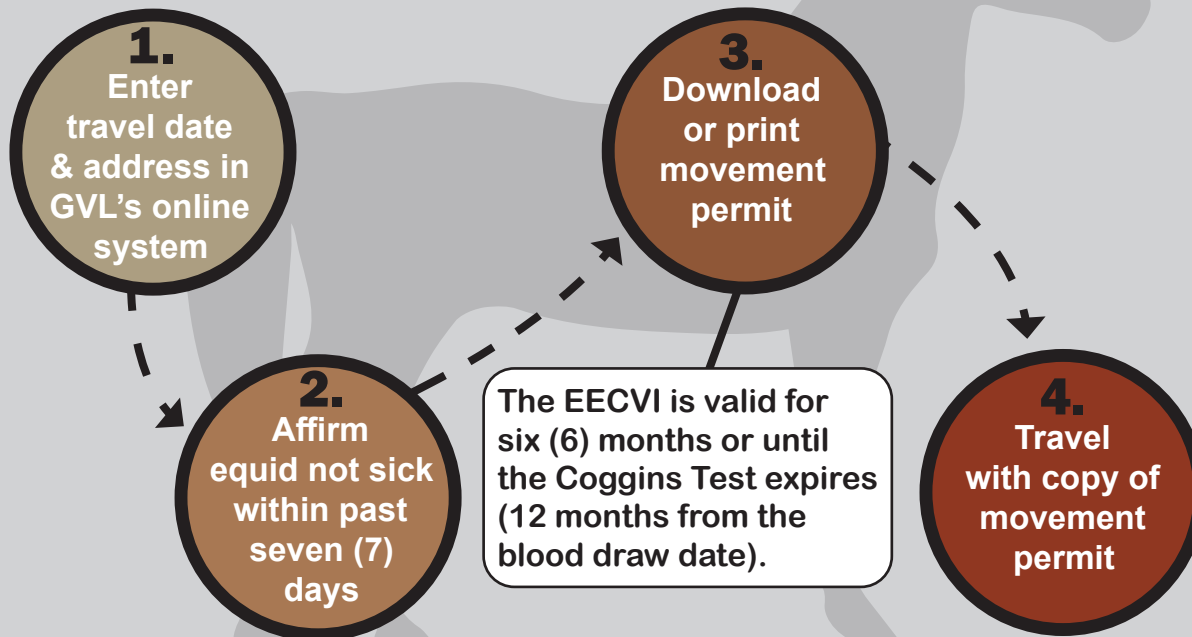 1.
Enter
travel date
& address in
GVL's online
system
2.
Affirm
equid not sick
within past
seven (7)
days
3.
Download
or print
movement
permit
The EECVI is valid for
six (6) months or until
the Coggins Test expires
(12 months from the
blood draw date).
4.
Travel
with copy of
movement
permit